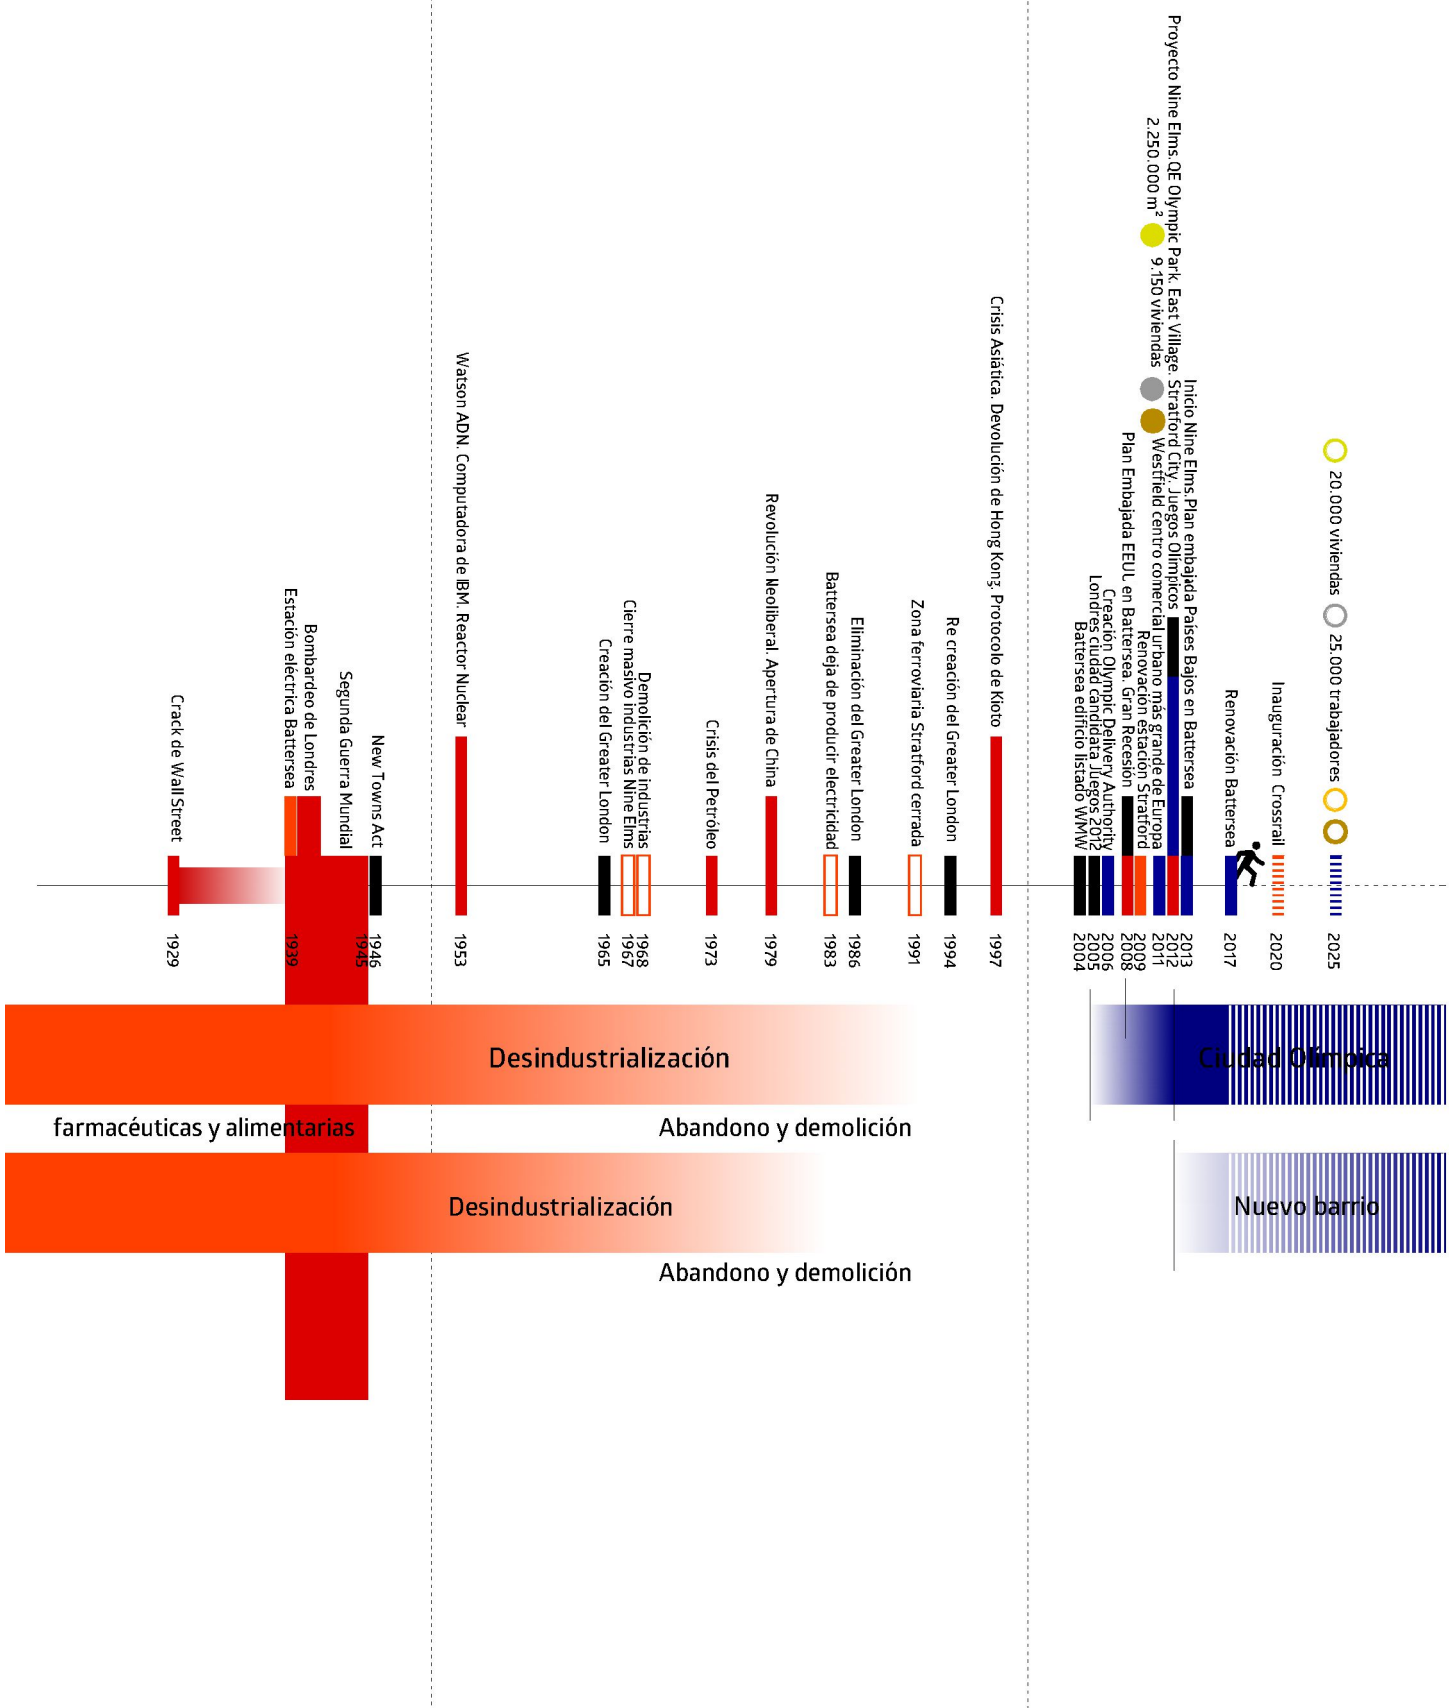 Crack de Wall Street
Estación eléctrica Battersea
Bombardeo de Londres
Segunda Guerra Mundial
New Towns Act
Watson ADN. Computadora de IBM. Reactor Nuclear
Creación del Greater London
Cierre masivo industrias Nine Elms
Demolición de industrias
Crisis del Petróleo
Revolución Neoliberal. Apertura de China
Battersea deja de producir electricidad
Eliminación del Greater London
Zona ferroviaria Stratford cerrada
Re creación del Greater London
Crisis Asiática. Devolución de Hong Kong. Protocolo de Kioto
Battersea edificio listado WMW
Londres ciudad candidata Juegos 2012
Creación Olympic Delivery Authority
Plan Embajada EEUU en Battersea. Gran Recesión
Renovación estación Stratford
2.250.000 m² 9.150 viviendas Westfield centro comercial urbano más grande de Europa
Proyecto Nine Elms.QE Olympic Park. East Village. Stratford City. Juegos Olímpicos
Inicio Nine Elms.Plan embajada Países Bajos en Battersea
Renovación Battersea
Inauguración Crossrail
20.000 viviendas 25.000 trabajadores
1929
1939
1945
1946
1953
1965
1967
1968
1973
1979
1983
1986
1991
1994
1997
2004
2005
2006
2008
2009
2011
2012
2013
2017
2020
2025
Desindustrialización
Ciudad Olímpica
farmacéuticas y alimentarias
Abandono y demolición
Desindustrialización
Nuevo barrio
Abandono y demolición